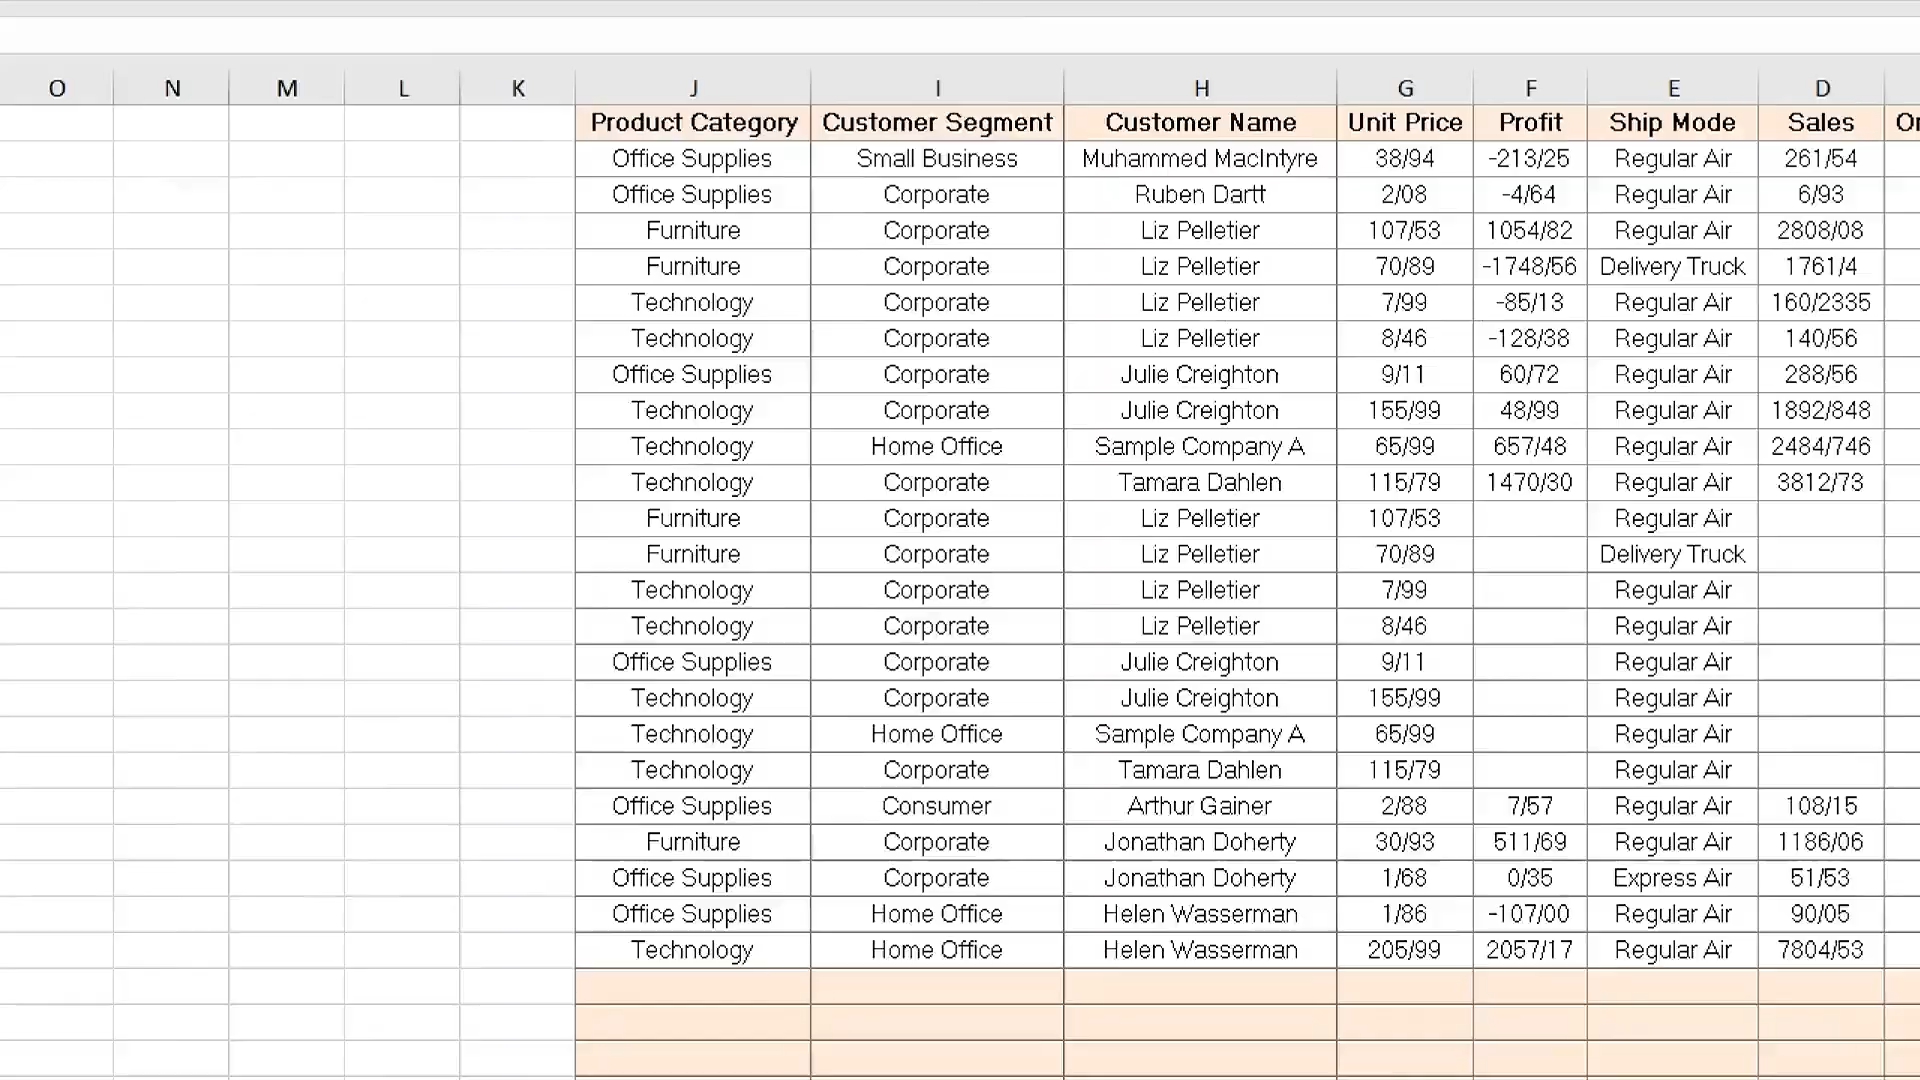 O N M L K J I H G F E D
Product Category Customer Segment Customer Name Unit Price Profit Ship Mode Sales Or
Office Supplies Small Business Muhammed MacIntyre 38/94 -213/25 Regular Air 261/54
Office Supplies Corporate Ruben Dartt 2/08 -4/64 Regular Air 6/93
Furniture Corporate Liz Pelletier 107/53 1054/82 Regular Air 2808/08
Furniture Corporate Liz Pelletier 70/89 -1748/56 Delivery Truck 1761/4
Technology Corporate Liz Pelletier 7/99 -85/13 Regular Air 160/2335
Technology Corporate Liz Pelletier 8/46 -128/38 Regular Air 140/56
Office Supplies Corporate Julie Creighton 9/11 60/72 Regular Air 288/56
Technology Corporate Julie Creighton 155/99 48/99 Regular Air 1892/848
Technology Home Office Sample Company A 65/99 657/48 Regular Air 2484/746
Technology Corporate Tamara Dahlen 115/79 1470/30 Regular Air 3812/73
Furniture Corporate Liz Pelletier 107/53 Regular Air
Furniture Corporate Liz Pelletier 70/89 Delivery Truck
Technology Corporate Liz Pelletier 7/99 Regular Air
Technology Corporate Liz Pelletier 8/46 Regular Air
Office Supplies Corporate Julie Creighton 9/11 Regular Air
Technology Corporate Julie Creighton 155/99 Regular Air
Technology Home Office Sample Company A 65/99 Regular Air
Technology Corporate Tamara Dahlen 115/79 Regular Air
Office Supplies Consumer Arthur Gainer 2/88 7/57 Regular Air 108/15
Furniture Corporate Jonathan Doherty 30/93 511/69 Regular Air 1186/06
Office Supplies Corporate Jonathan Doherty 1/68 0/35 Express Air 51/53
Office Supplies Home Office Helen Wasserman 1/86 -107/00 Regular Air 90/05
Technology Home Office Helen Wasserman 205/99 2057/17 Regular Air 7804/53